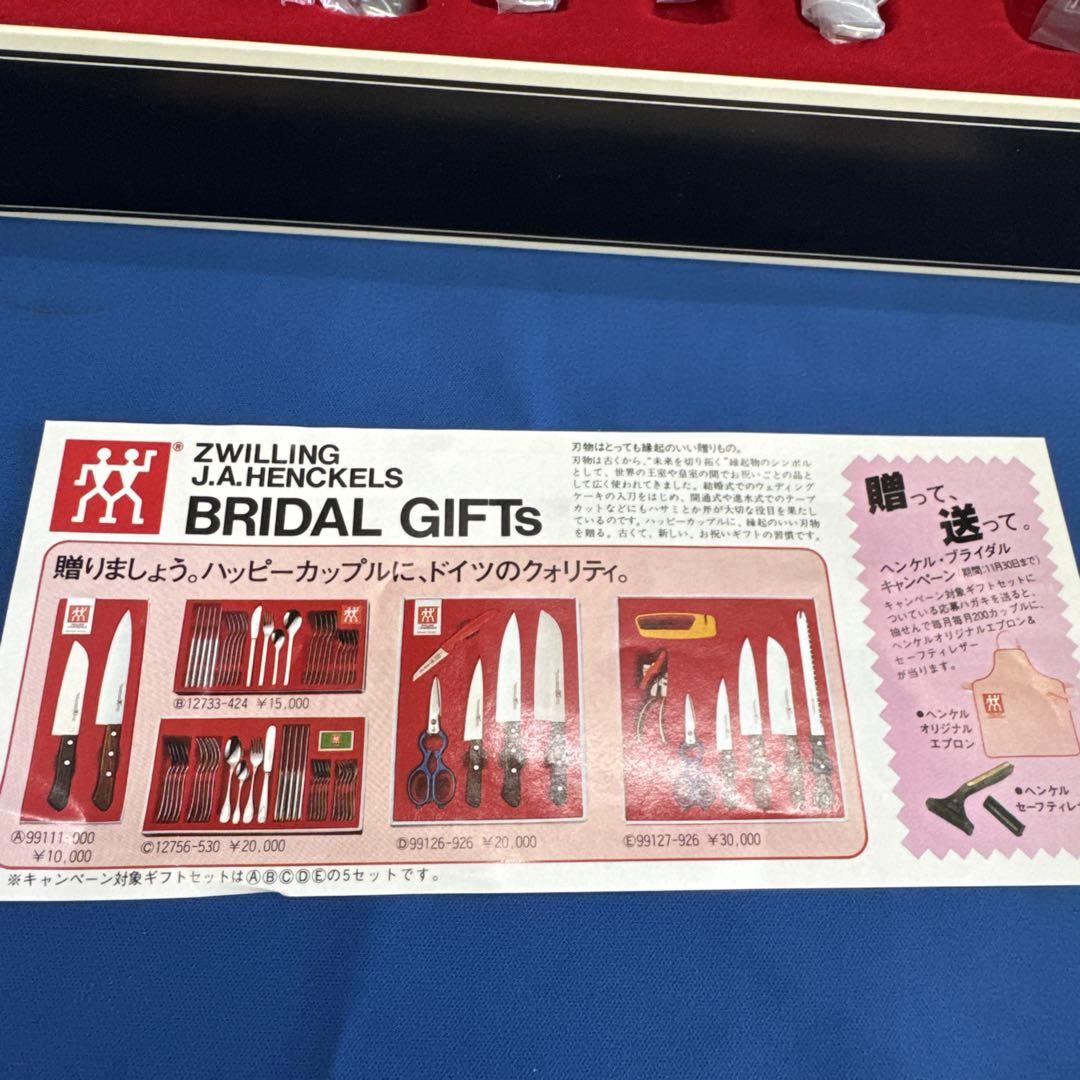 ZWILLING
J.A.HENCKELS
BRIDAL GIFTs
刃物はとっても縁起のいい贈りもの。
刃物は古くから、“未来を切り拓く”縁起物のシンボル
として、世界の王室や皇室の間でお祝いごとの品と
して広く使われてきました。結婚式でのウェディング
ケーキの入刀をはじめ、開通式や進水式でのテープ
カットなどにもハサミとか斧が大切な役目を果たし
ているのです。ハッピーカップルに、縁起のいい刃物
を贈る。古くて、新しい、お祝いギフトの習慣です。
贈りましょう。ハッピーカップルに、ドイツのクォリティ。
Ⓐ99111-000
¥10,000
Ⓑ12733-424 ¥15,000
Ⓒ12756-530 ¥20,000
Ⓓ99126-926 ¥20,000
Ⓔ99127-926 ¥30,000
※キャンペーン対象ギフトセットはⒶⒷⒸⒹⒺの5セットです。
贈って、
送って。
ヘンケル・ブライダル
キャンペーン(期間:11月30日まで)
キャンペーン対象ギフトセットに
ついている応募ハガキを送ると、
抽せんで毎月毎月200カップルに、
ヘンケルオリジナルエプロン&
セーフティレザー
が当ります。
●ヘンケル
オリジナル
エプロン
●ヘンケル
セーフティレザ